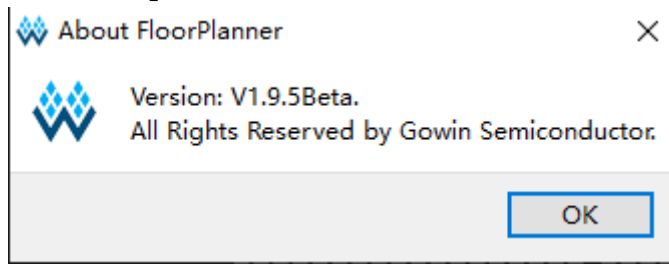 About FloorPlanner
Version: V1.9.5Beta.
All Rights Reserved by Gowin Semiconductor.
OK